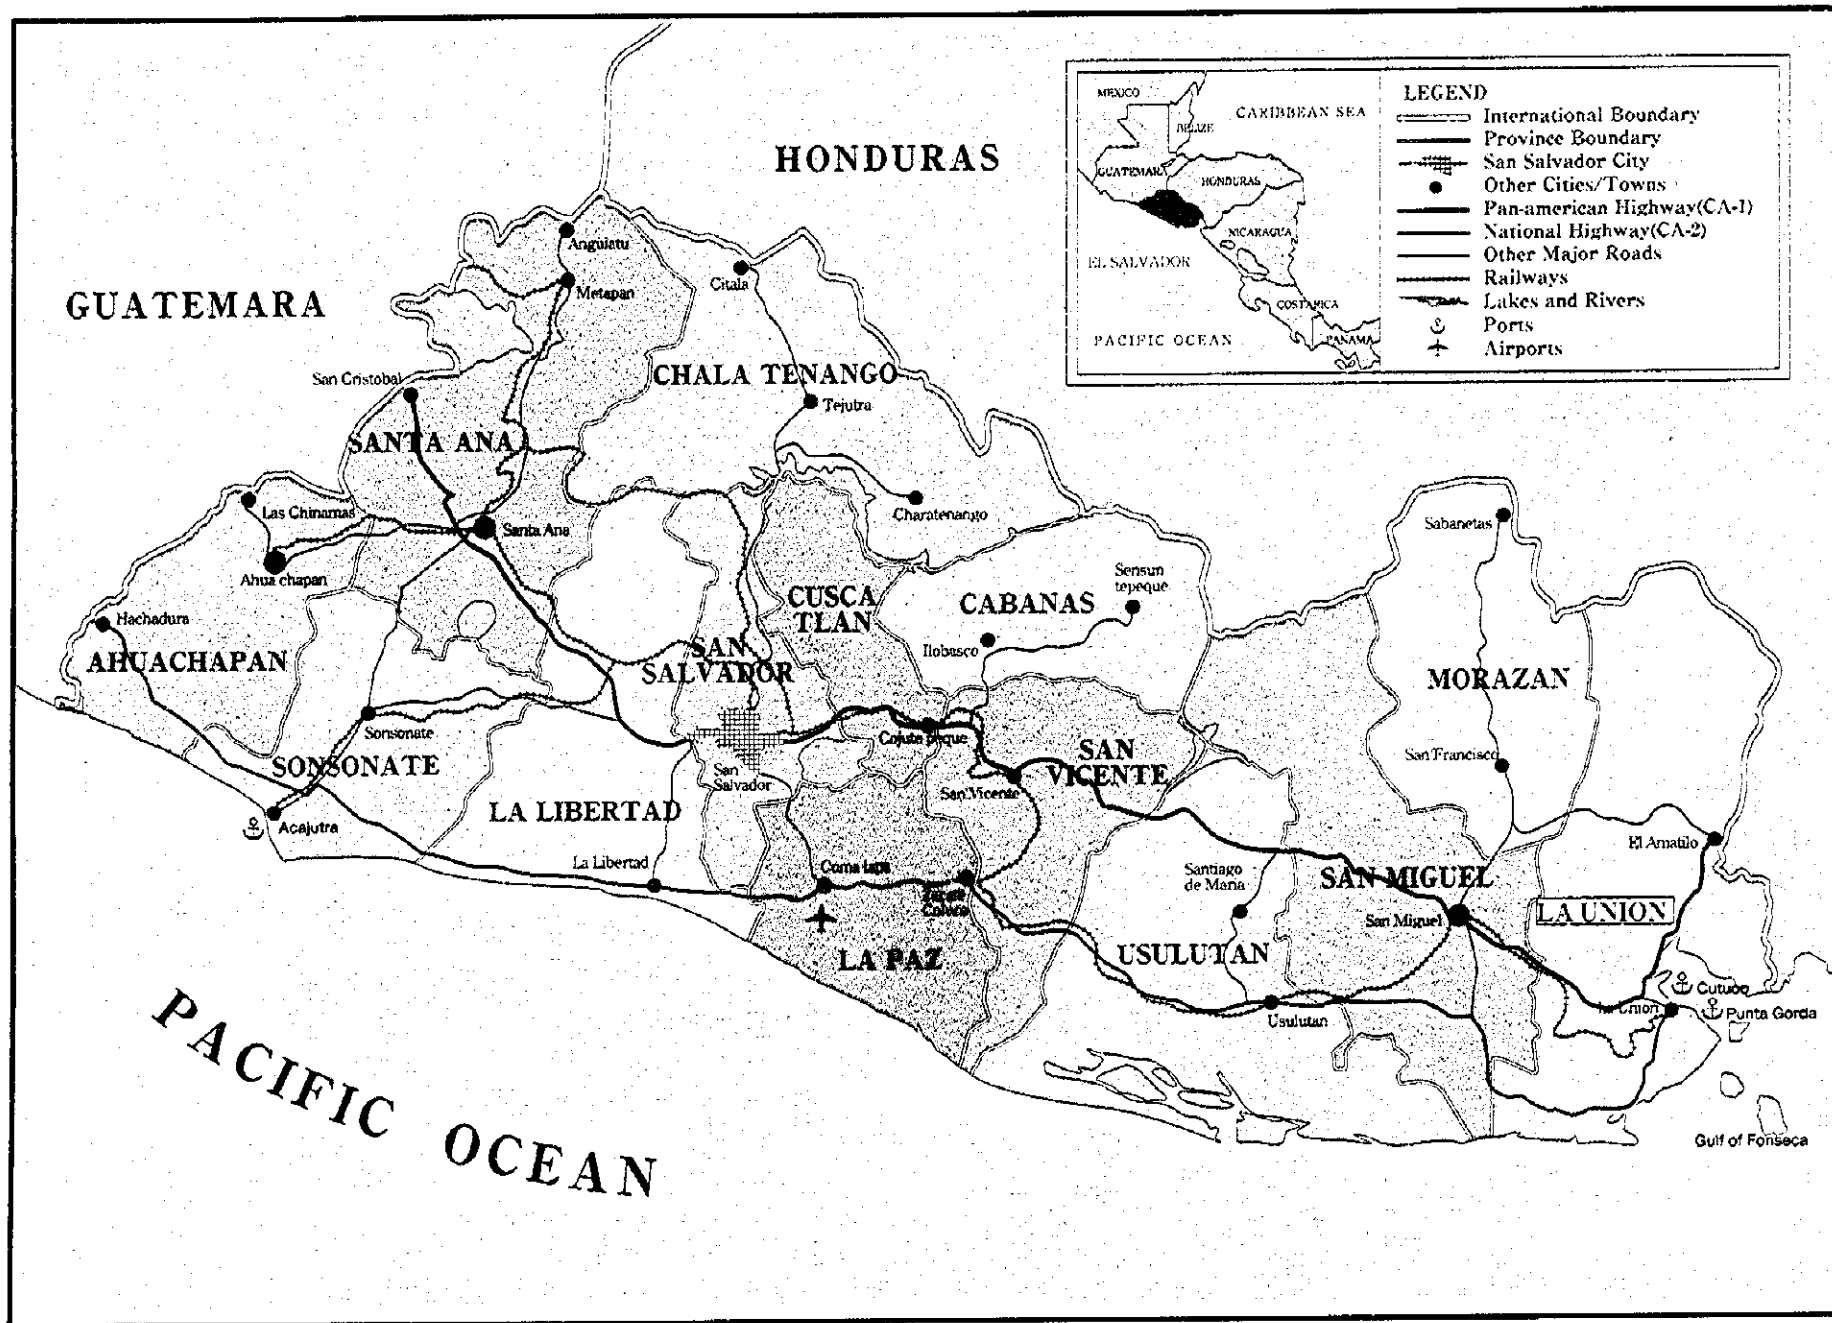 HONDURAS
GUATEMARA
MEXICO
CARIBBEAN SEA
BELIZE
GUATEMARA
HONDURAS
NICARAGUA
EL SALVADOR
COSTARICA
PACIFIC OCEAN
PANAMA
LEGEND
International Boundary
Province Boundary
San Salvador City
Other Cities/Towns
Pan-american Highway(CA-1)
National Highway(CA-2)
Other Major Roads
Railways
Lakes and Rivers
Ports
Airports
Anguiatu
Citala
Metapan
San Cristobal
CHALA TENANGO
Tejutra
SANTA ANA
Las Chinamas
Santa Ana
Charatenango
Sabanetas
Ahua chapan
Sensun
tepeque
CUSCA
TLAN
CABANAS
Hachadura
Ilobasco
AHUACHAPAN
SAN
SALVADOR
MORAZAN
Sonsonate
Cojute peque
SAN
VICENTE
San Francisco
SONSONATE
San
Salvador
San Vicente
LA LIBERTAD
Acajutra
El Amatilo
La Libertad
Coma lapa
Santiago
de Maria
SAN MIGUEL
San Miguel
LA UNION
LA PAZ
USULUTAN
Cutuco
Usulutan
Punta Gorda
PACIFIC OCEAN
Gulf of Fonseca